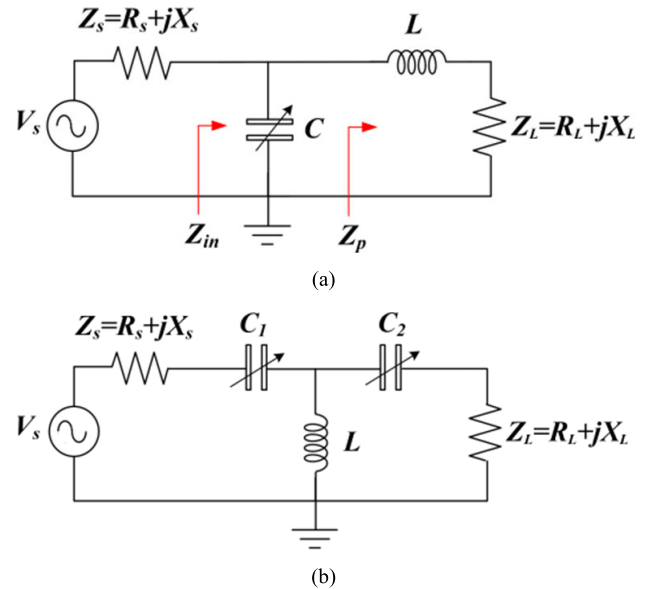 Zs=Rs+jXs
L
Vs
C
ZL=RL+jXL
Zin
Zp
(a)
Zs=Rs+jXs
C1
C2
Vs
L
ZL=RL+jXL
(b)